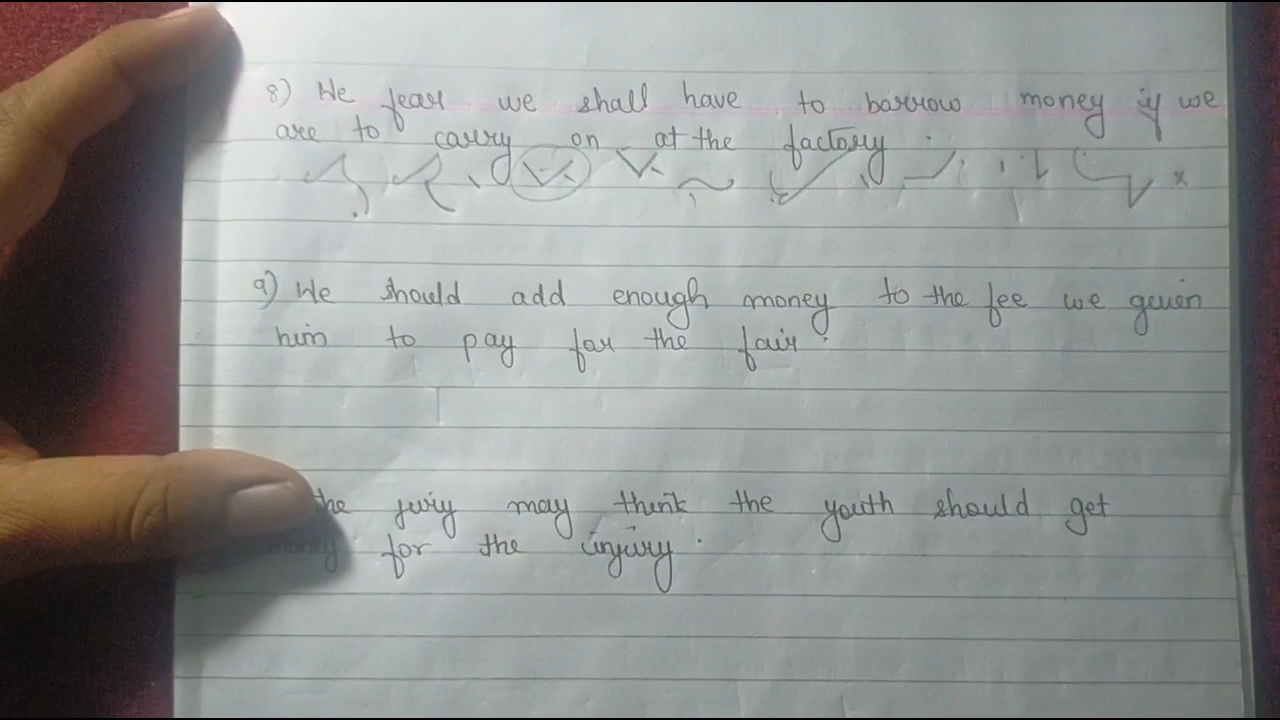 8) We fear we shall have to barrow money if we
are to carry on at the factory .
9) We should add enough money to the fee we given
him to pay for the fair .
the jury may think the youth should get
money for the injury .